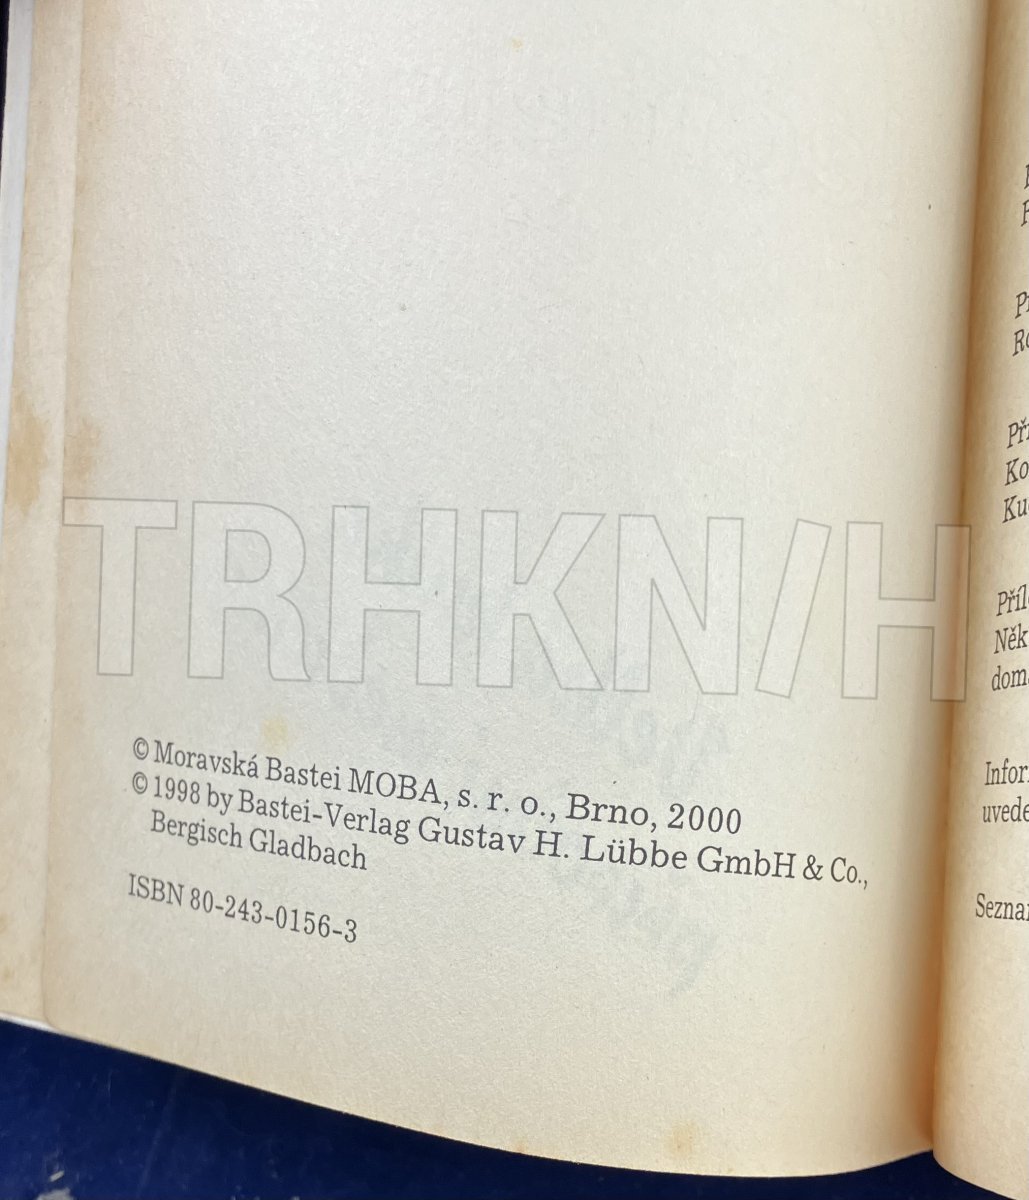 TRHKN/H
© Moravská Bastei MOBA, s. r. o., Brno, 2000
© 1998 by Bastei-Verlag Gustav H. Lübbe GmbH & Co.,
Bergisch Gladbach
ISBN 80-243-0156-3